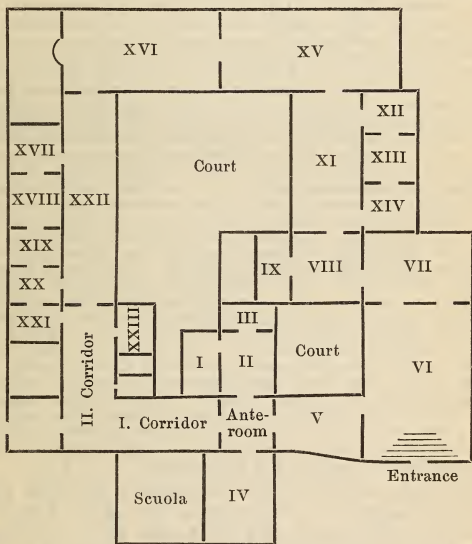 XVI
XV
XII
XVII
XI
XIII
Court
XVIII
XXII
XIV
XIX
IX
VIII
VII
XX
XXI
XXIII
III
Court
I
II
VI
II. Corridor
I. Corridor
Ante-
room
V
Entrance
Scuola
IV